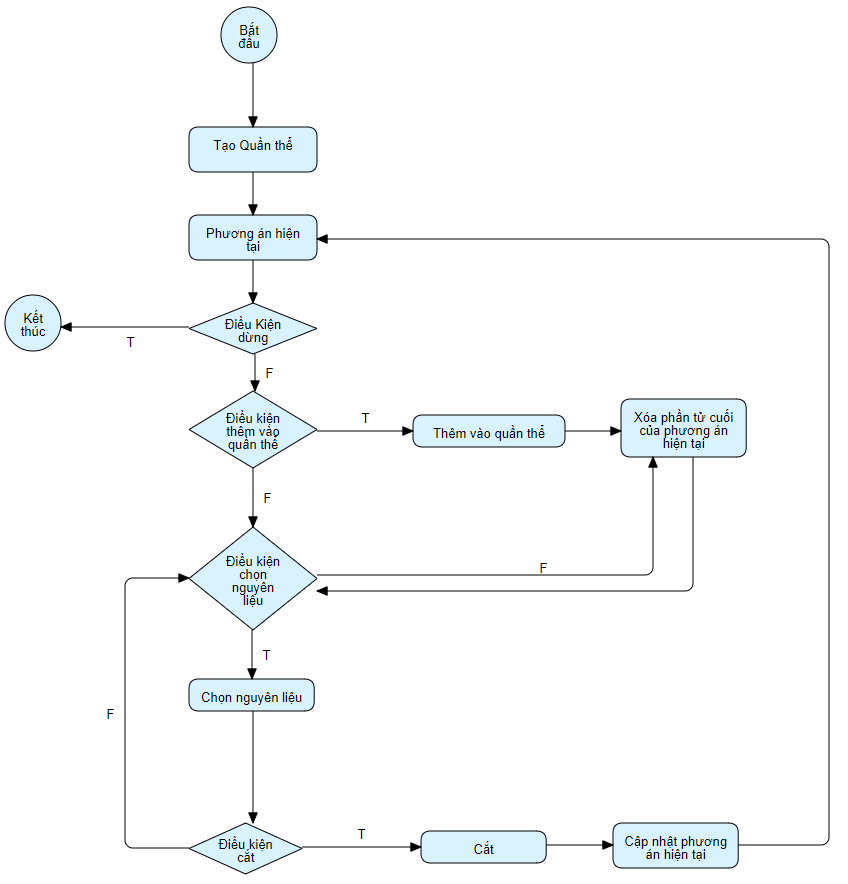 Bắt
đầu
Tạo Quần thể
Phương án hiện
tại
Điều Kiện
dừng
Kết
thúc
T
F
Điều kiện
thêm vào
quần thể
T
Thêm vào quần thể
Xóa phần tử cuối
của phương án
hiện tại
F
Điều kiện
chọn
nguyên
liệu
F
T
Chọn nguyên liệu
F
Điều kiện
cắt
T
Cắt
Cập nhật phương
án hiện tại